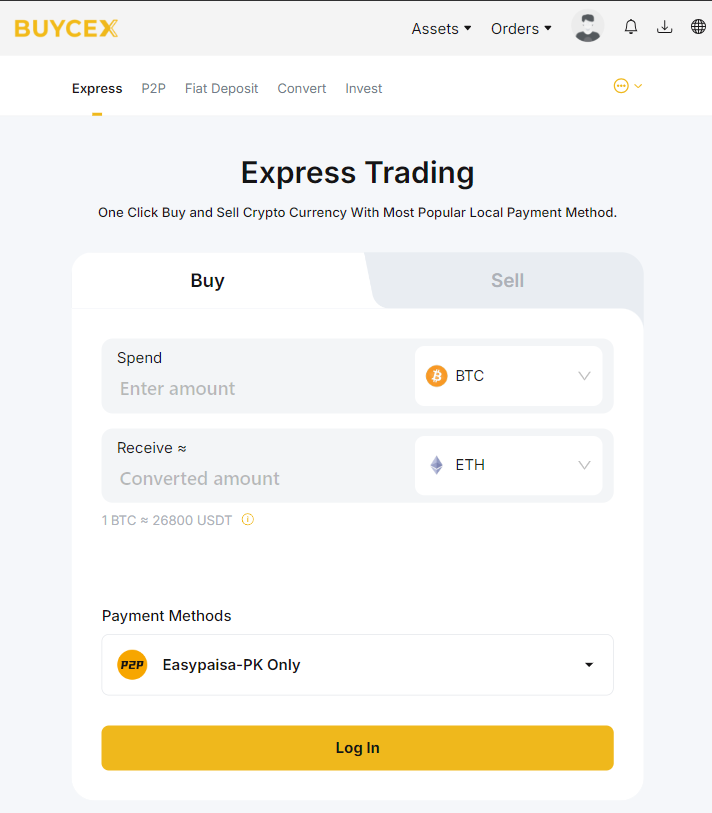 BUYCEX
Assets Orders
Express P2P Fiat Deposit Convert Invest
Express Trading
One Click Buy and Sell Crypto Currency With Most Popular Local Payment Method.
Buy Sell
Spend
Enter amount
BTC
Receive ≈
Converted amount
ETH
1 BTC ≈ 26800 USDT
Payment Methods
P2P Easypaisa-PK Only
Log In